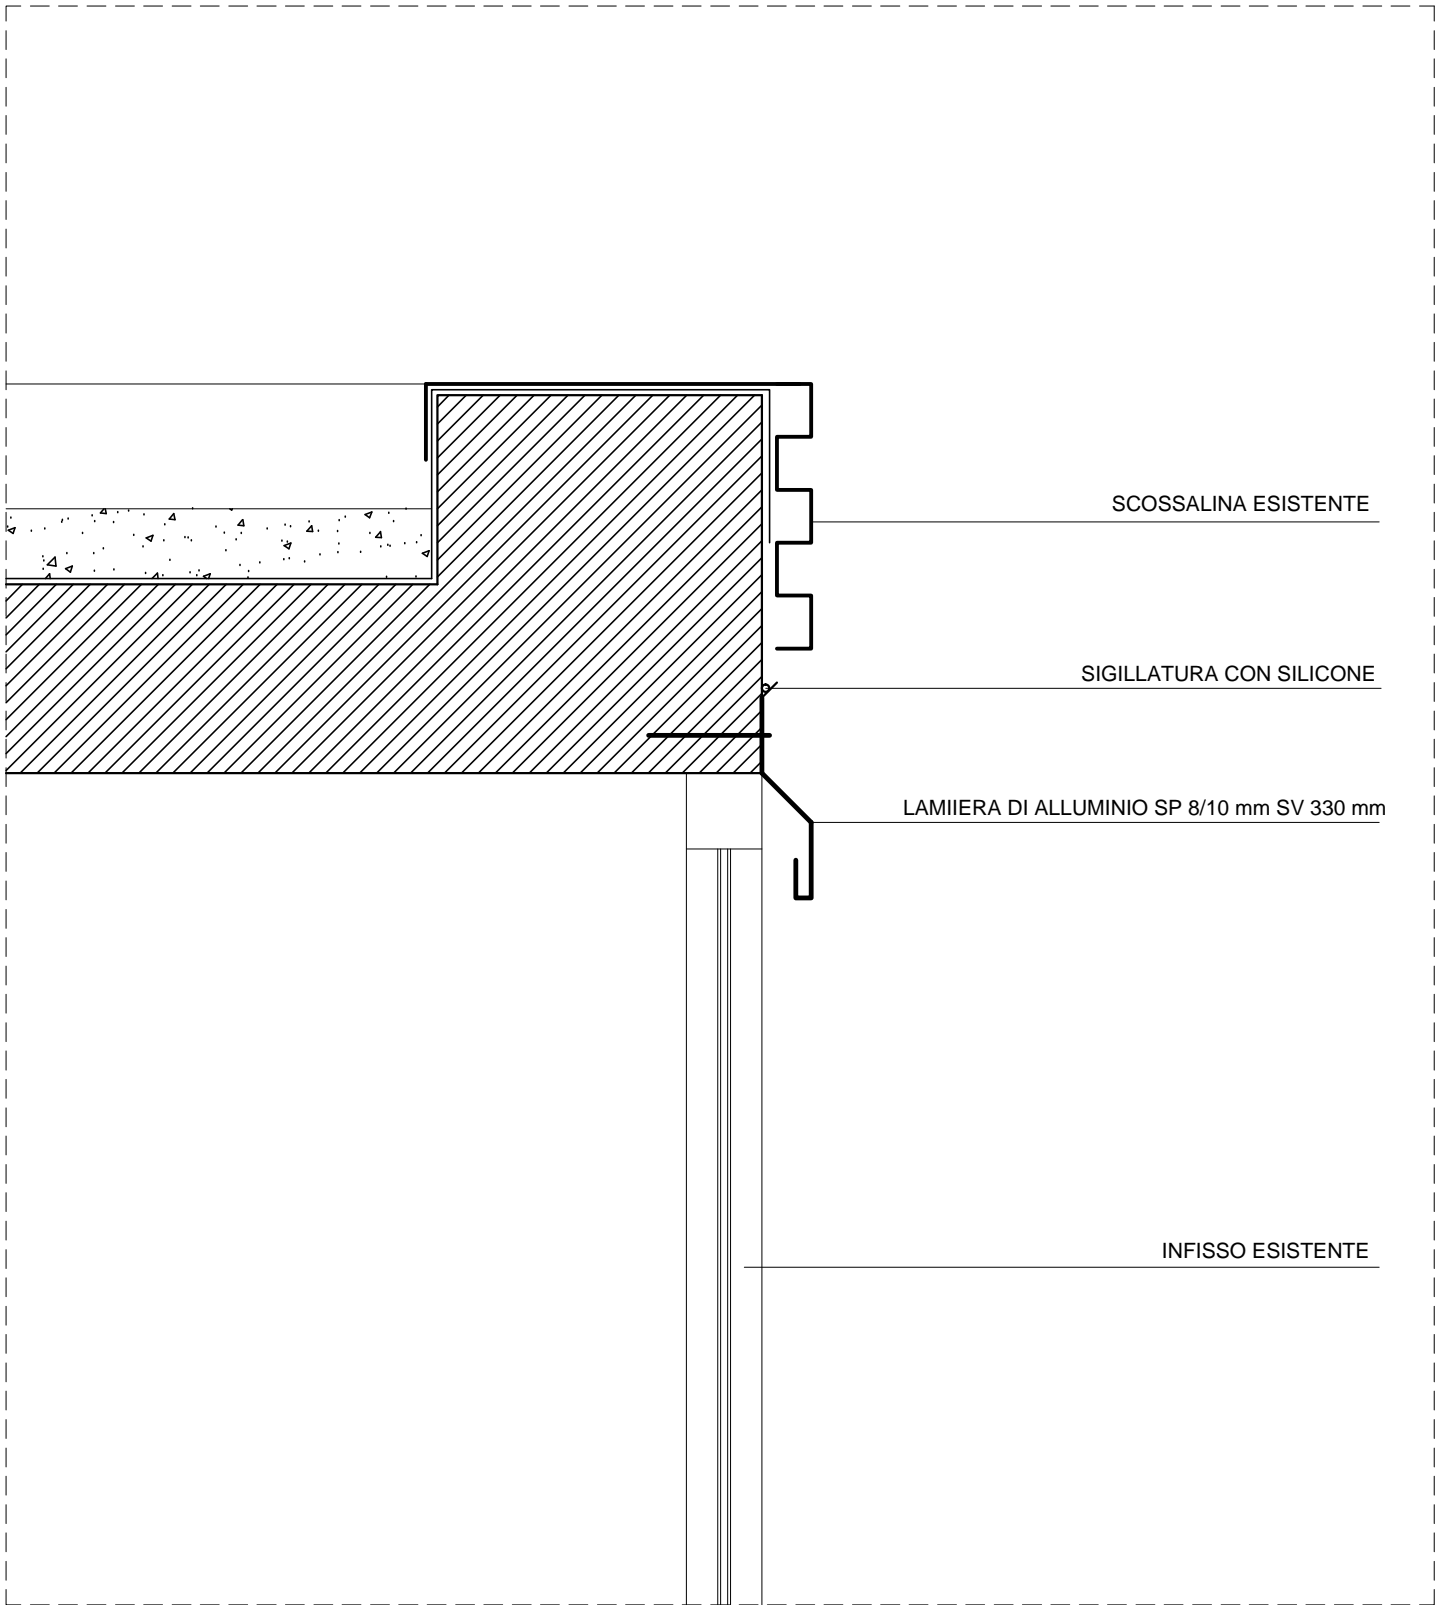 SCOSSALINA ESISTENTE
SIGILLATURA CON SILICONE
LAMIIERA DI ALLUMINIO SP 8/10 mm SV 330 mm
INFISSO ESISTENTE